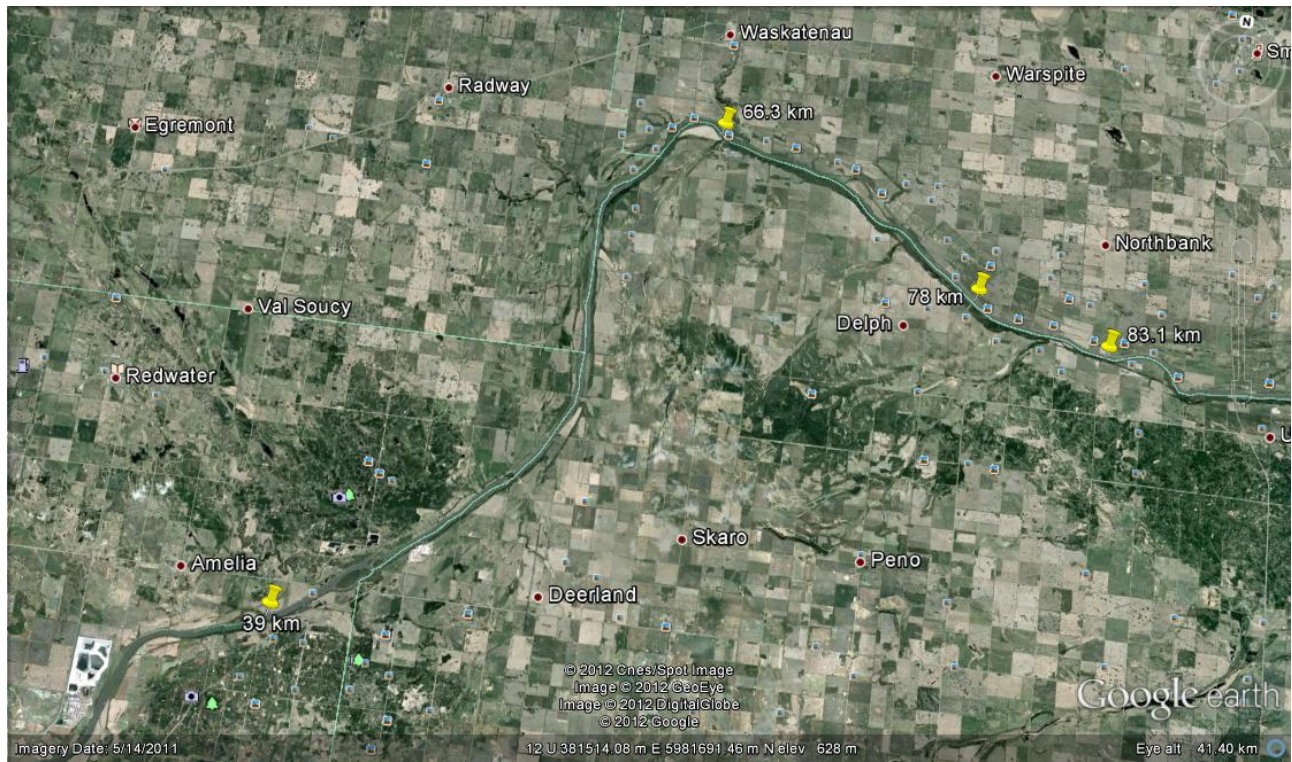 Waskatenau
Warspite
Radway
66.3 km
Egremont
Northbank
Val Soucy
78 km
Delph
83.1 km
Redwater
Skaro
Peno
Amelia
Deerland
39 km
© 2012 Cnes/Spot Image
Image © 2012 GeoEye
Image © 2012 DigitalGlobe
© 2012 Google
Google earth
Imagery Date: 5/14/2011
12 U 381514.08 m E 5981691.46 m N elev 628 m
Eye alt 41.40 km
N